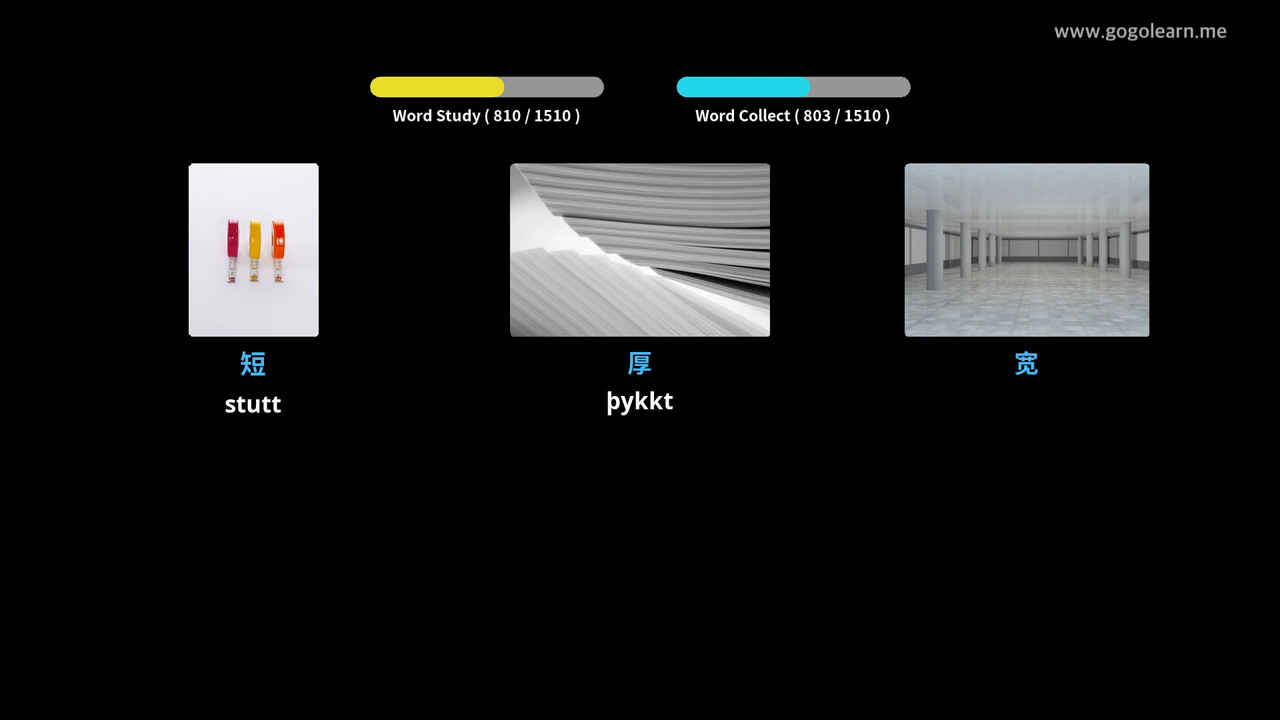 www.gogolearn.me
Word Study ( 810 / 1510 )
Word Collect ( 803 / 1510 )
短
厚
宽
stutt
þykkt